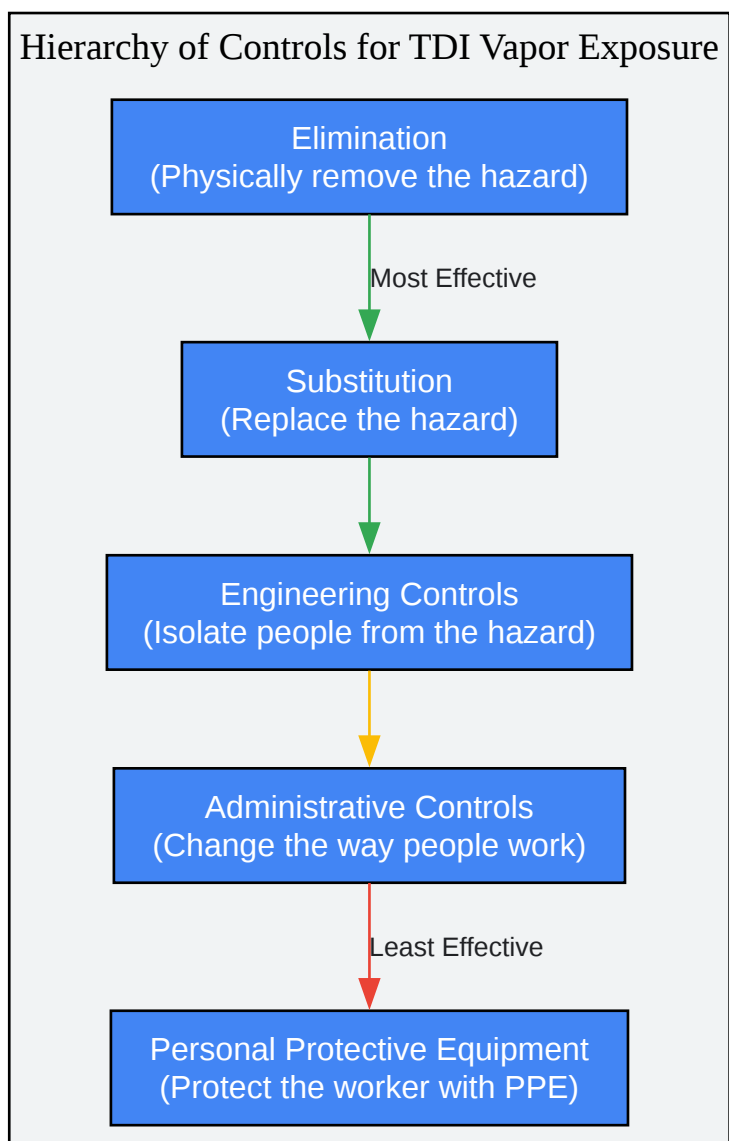 Hierarchy of Controls for TDI Vapor Exposure
Elimination
(Physically remove the hazard)
Most Effective
Substitution
(Replace the hazard)
Engineering Controls
(Isolate people from the hazard)
Administrative Controls
(Change the way people work)
Least Effective
Personal Protective Equipment
(Protect the worker with PPE)